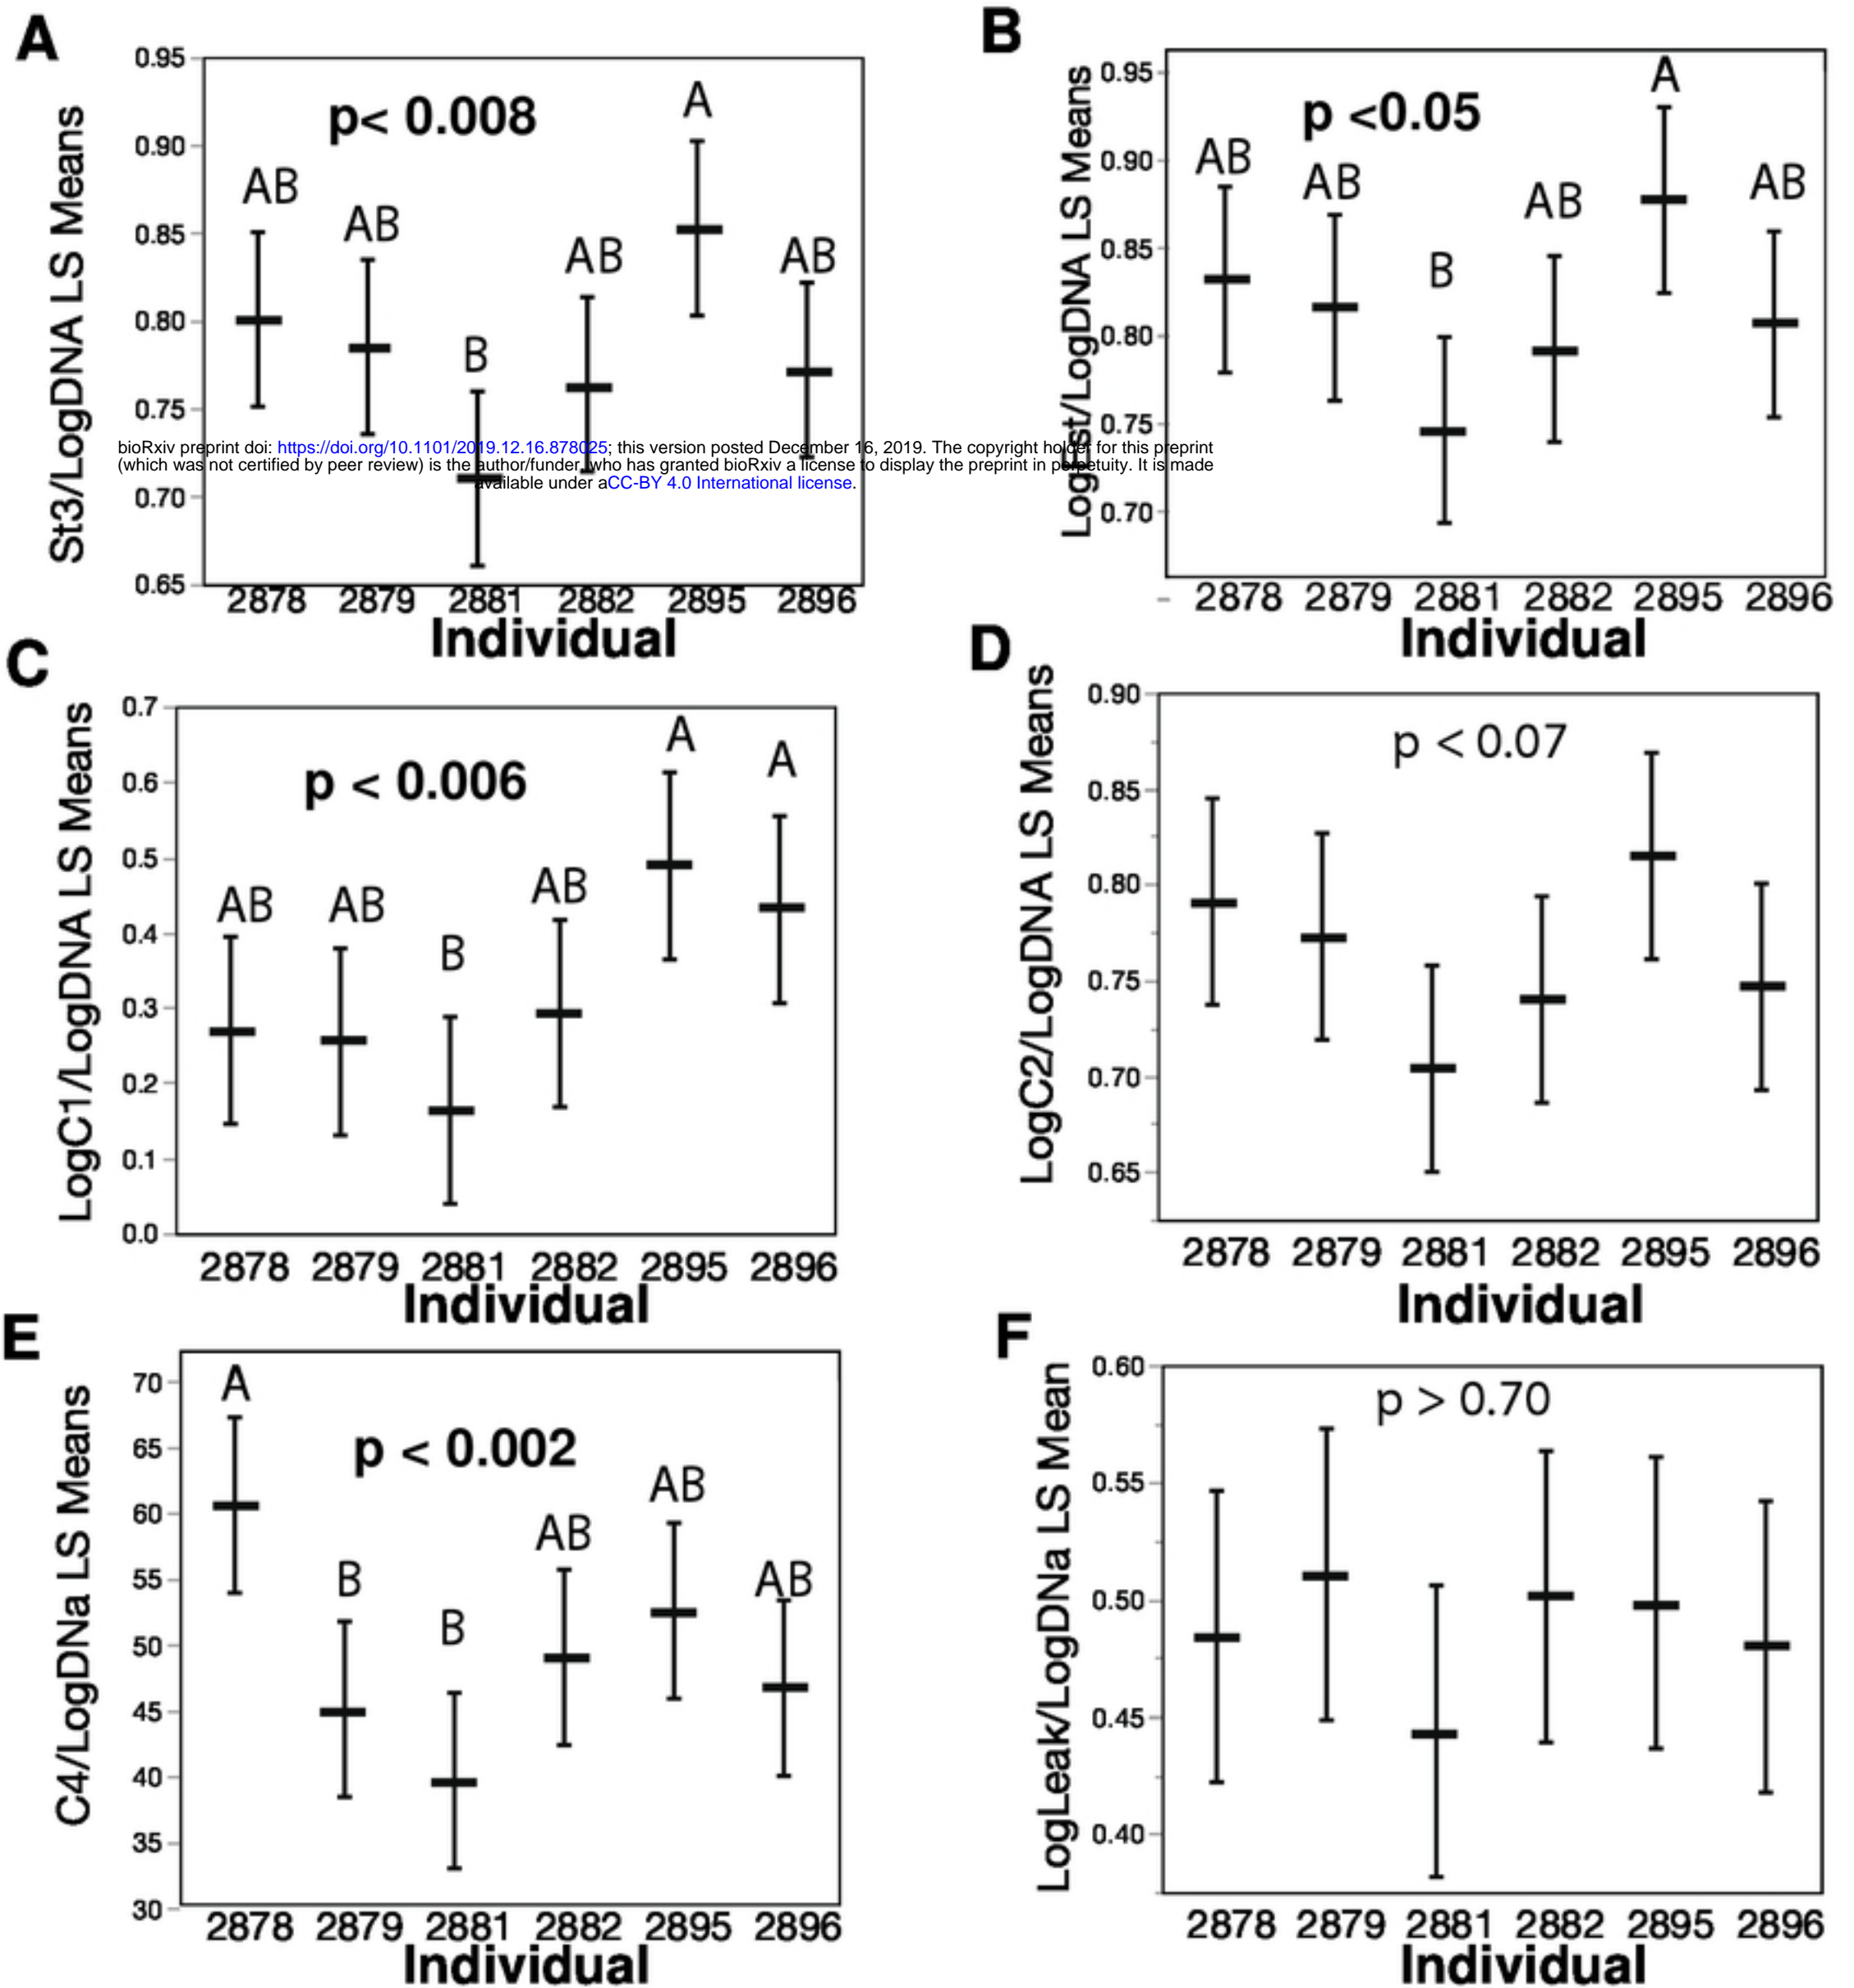 A
St3/LogDNA LS Means
0.95
0.90
0.85
0.80
0.75
0.70
0.65
p< 0.008
AB
AB
B
AB
A
AB
2878 2879 2881 2882 2895 2896
Individual
B
LogEst/LogDNA LS Means
0.95
0.90
0.85
0.80
0.75
0.70
p <0.05
AB
AB
B
AB
A
AB
2878 2879 2881 2882 2895 2896
Individual
bioRxiv preprint doi: https://doi.org/10.1101/2019.12.16.878025; this version posted December 16, 2019. The copyright holder for this preprint
(which was not certified by peer review) is the author/funder, who has granted bioRxiv a license to display the preprint in perpetuity. It is made
available under aCC-BY 4.0 International license.
C
LogC1/LogDNA LS Means
0.7
0.6
0.5
0.4
0.3
0.2
0.1
0.0
p < 0.006
AB
AB
B
AB
A
A
2878 2879 2881 2882 2895 2896
Individual
D
LogC2/LogDNA LS Means
0.90
0.85
0.80
0.75
0.70
0.65
p < 0.07
2878 2879 2881 2882 2895 2896
Individual
E
C4/LogDNa LS Means
70
65
60
55
50
45
40
35
30
p < 0.002
A
B
B
AB
AB
AB
2878 2879 2881 2882 2895 2896
Individual
F
LogLeak/LogDNa LS Mean
0.60
0.55
0.50
0.45
0.40
p > 0.70
2878 2879 2881 2882 2895 2896
Individual